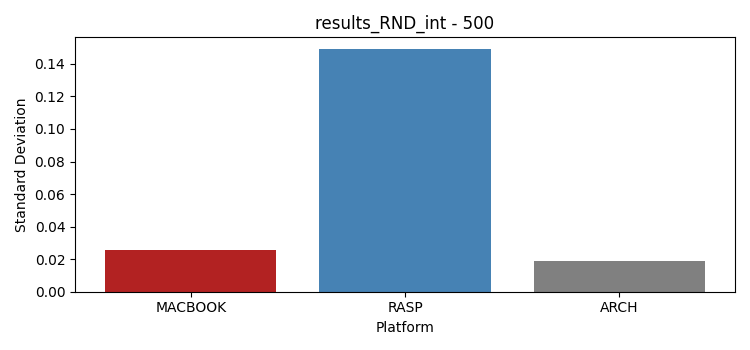 results_RND_int - 500
Standard Deviation
0.14
0.12
0.10
0.08
0.06
0.04
0.02
0.00
MACBOOK
RASP
ARCH
Platform